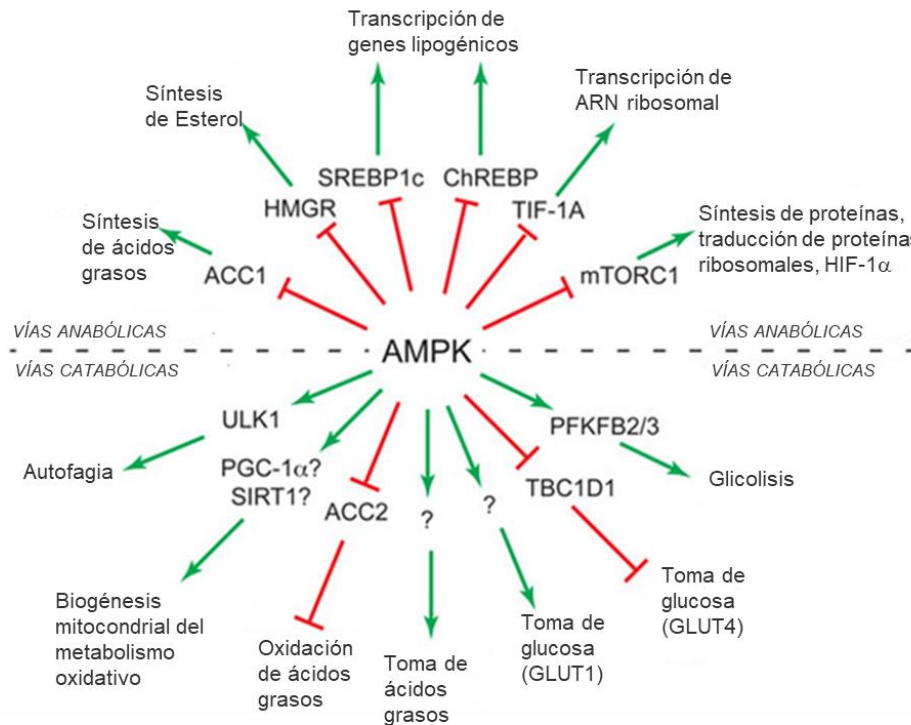 Transcripción de
genes lipogénicos
Transcripción de
ARN ribosomal
Síntesis
de Esterol
SREBP1c
ChREBP
HMGR
TIF-1A
Síntesis
de ácidos
grasos
Síntesis de proteínas,
traducción de proteínas
ribosomales, HIF-1α
ACC1
mTORC1
VÍAS ANABÓLICAS
VÍAS ANABÓLICAS
AMPK
VÍAS CATABÓLICAS
VÍAS CATABÓLICAS
ULK1
PFKFB2/3
Autofagia
PGC-1α?
SIRT1?
ACC2
?
?
TBC1D1
Glicolisis
Biogénesis
mitocondrial del
metabolismo
oxidativo
Oxidación
de ácidos
grasos
Toma de
ácidos
grasos
Toma de
glucosa
(GLUT1)
Toma de
glucosa
(GLUT4)